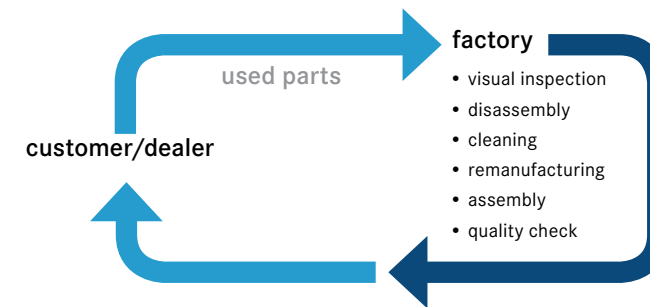 factory
used parts
• visual inspection
• disassembly
• cleaning
customer/dealer
• remanufacturing
• assembly
• quality check